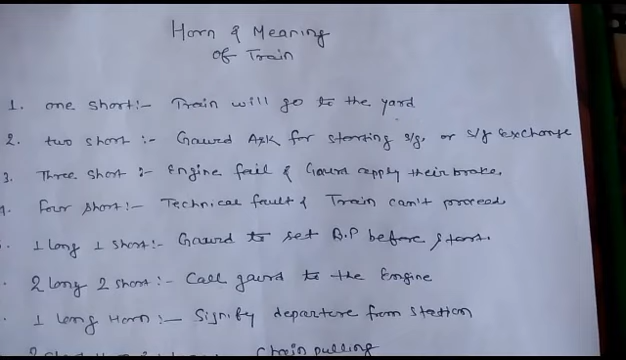 Horn & Meaning
of Train
1. one short:- Train will go to the yard
2. two short :- Gaurd Ask for starting s/g. or s/g exchange
3. Three short :- Engine fail & Gaurd apply their brake.
4. Four short:- Technical fault & Train can't proceed
1 long 1 short:- Gaurd to set B.P before start.
2 long 2 short :- Call gaurd to the Engine
1 Long Horn :- Signify departure from station
chain pulling